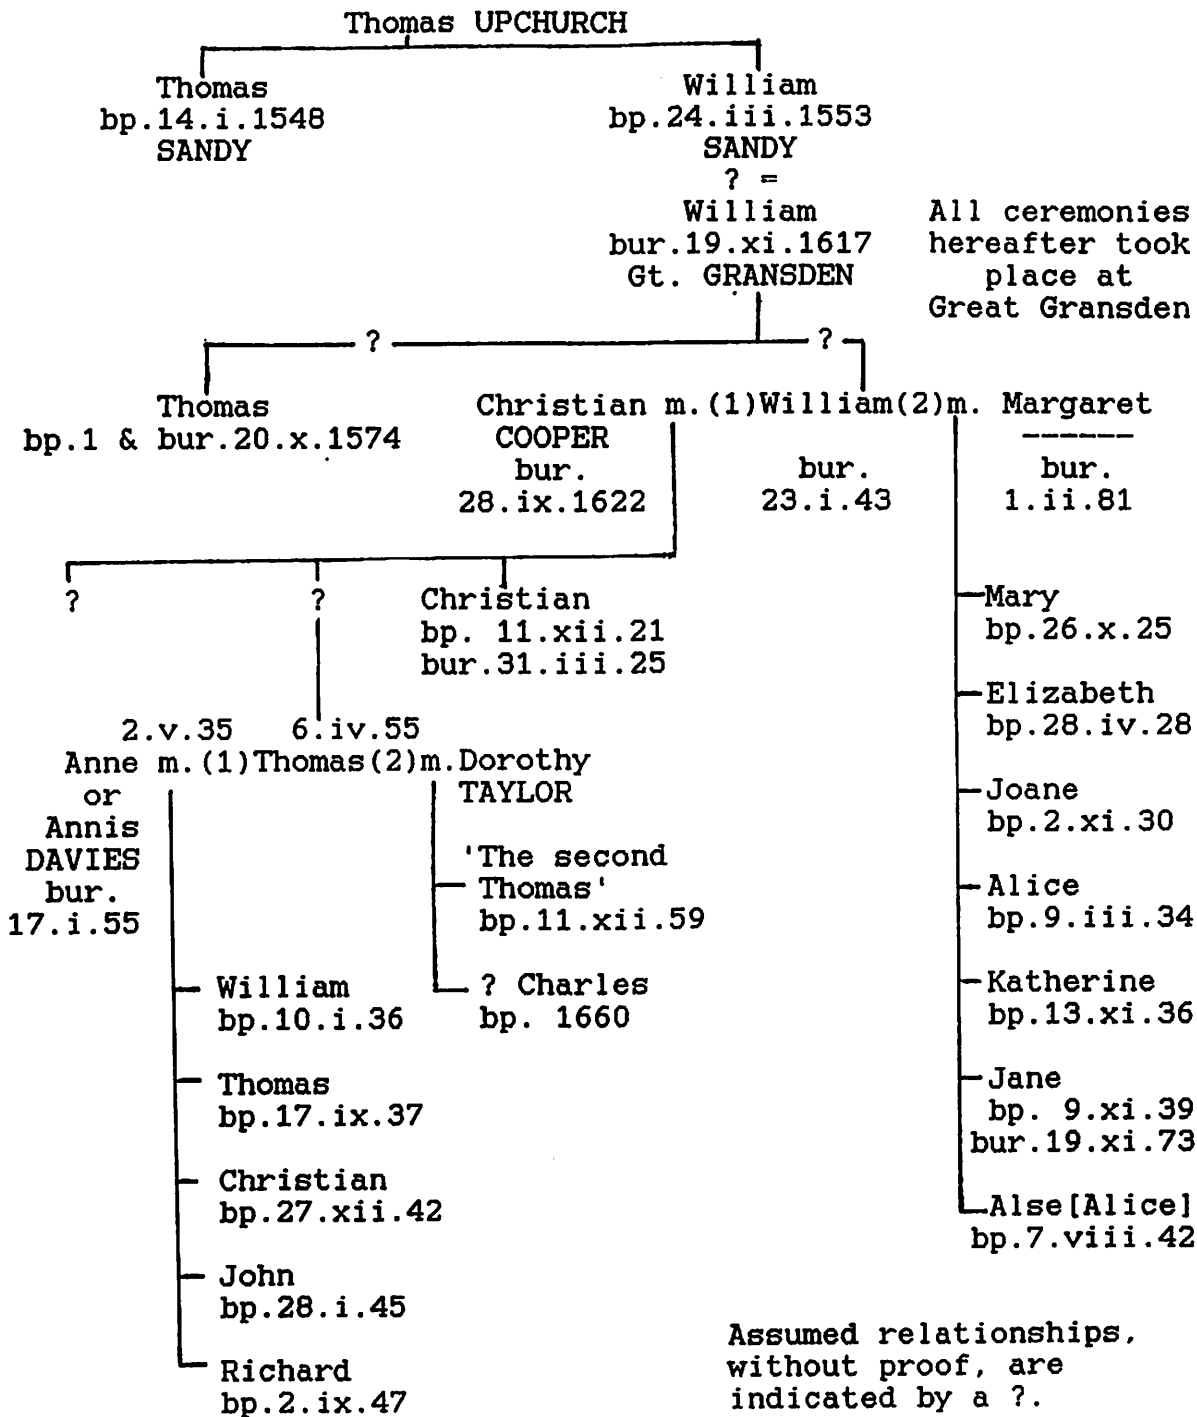 Thomas UPCHURCH
Thomas
bp.14.i.1548
SANDY
William
bp.24.iii.1553
SANDY
? =
William
bur.19.xi.1617
Gt. GRANSDEN
All ceremonies
hereafter took
place at
Great Gransden
? ?
Thomas
bp.1 & bur.20.x.1574
Christian m.(1)William(2)m. Margaret
COOPER ------
bur.
28.ix.1622
bur.
23.i.43
bur.
1.ii.81
? ?
Christian
bp. 11.xii.21
bur.31.iii.25
2.v.35 6.iv.55
Anne m.(1)Thomas(2)m.Dorothy
or
Annis
DAVIES
bur.
17.i.55
TAYLOR
'The second
Thomas'
bp.11.xii.59
? Charles
bp. 1660
William
bp.10.i.36
Thomas
bp.17.ix.37
Christian
bp.27.xii.42
John
bp.28.i.45
Richard
bp.2.ix.47
Mary
bp.26.x.25
Elizabeth
bp.28.iv.28
Joane
bp.2.xi.30
Alice
bp.9.iii.34
Katherine
bp.13.xi.36
Jane
bp. 9.xi.39
bur.19.xi.73
Alse[Alice]
bp.7.viii.42
Assumed relationships,
without proof, are
indicated by a ?.